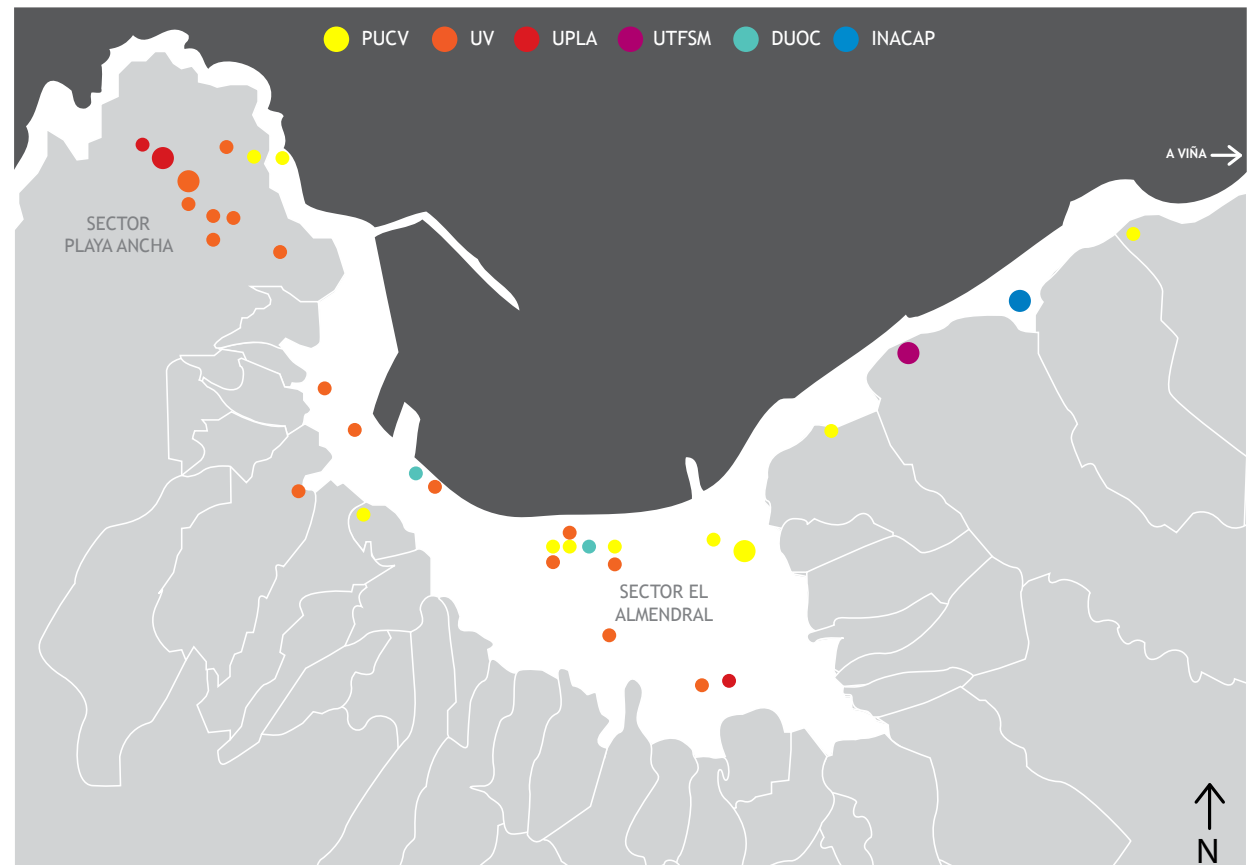 PUCV UV UPLA UTFSM DUOC INACAP
A VIÑA
SECTOR
PLAYA ANCHA
SECTOR EL
ALMENDRAL
N